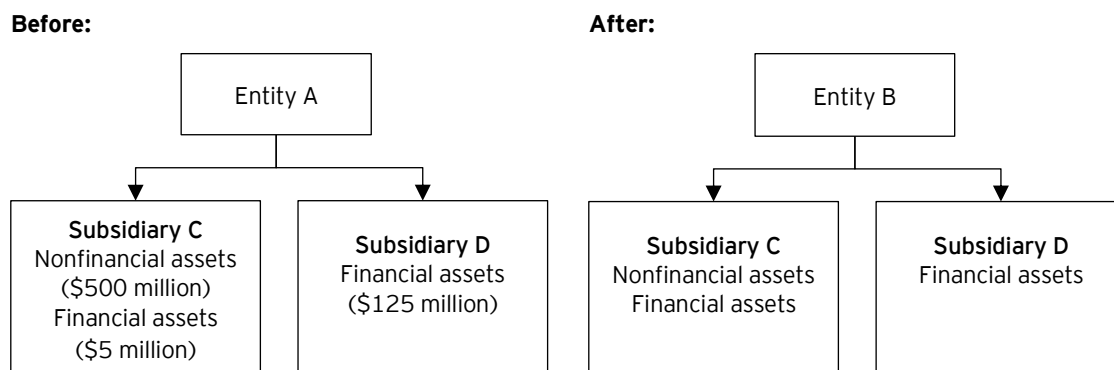 Before:
Entity A
Subsidiary C
Nonfinancial assets
($500 million)
Financial assets
($5 million)
Subsidiary D
Financial assets
($125 million)
After:
Entity B
Subsidiary C
Nonfinancial assets
Financial assets
Subsidiary D
Financial assets